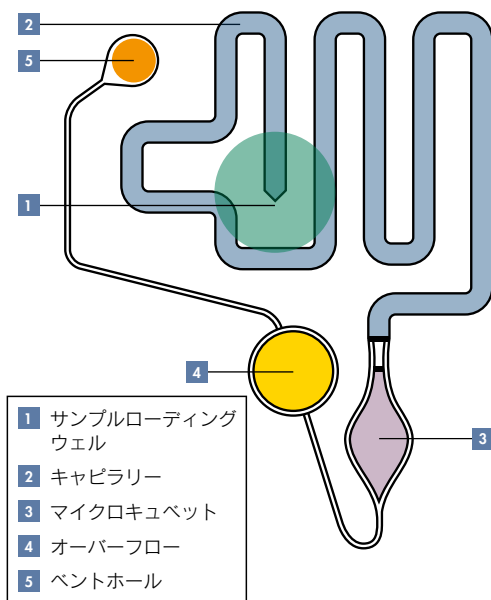 2
5
1
4
3
1 サンプルローディング
ウェル
2 キャピラリー
3 マイクロキュベット
4 オーバーフロー
5 ベントホール